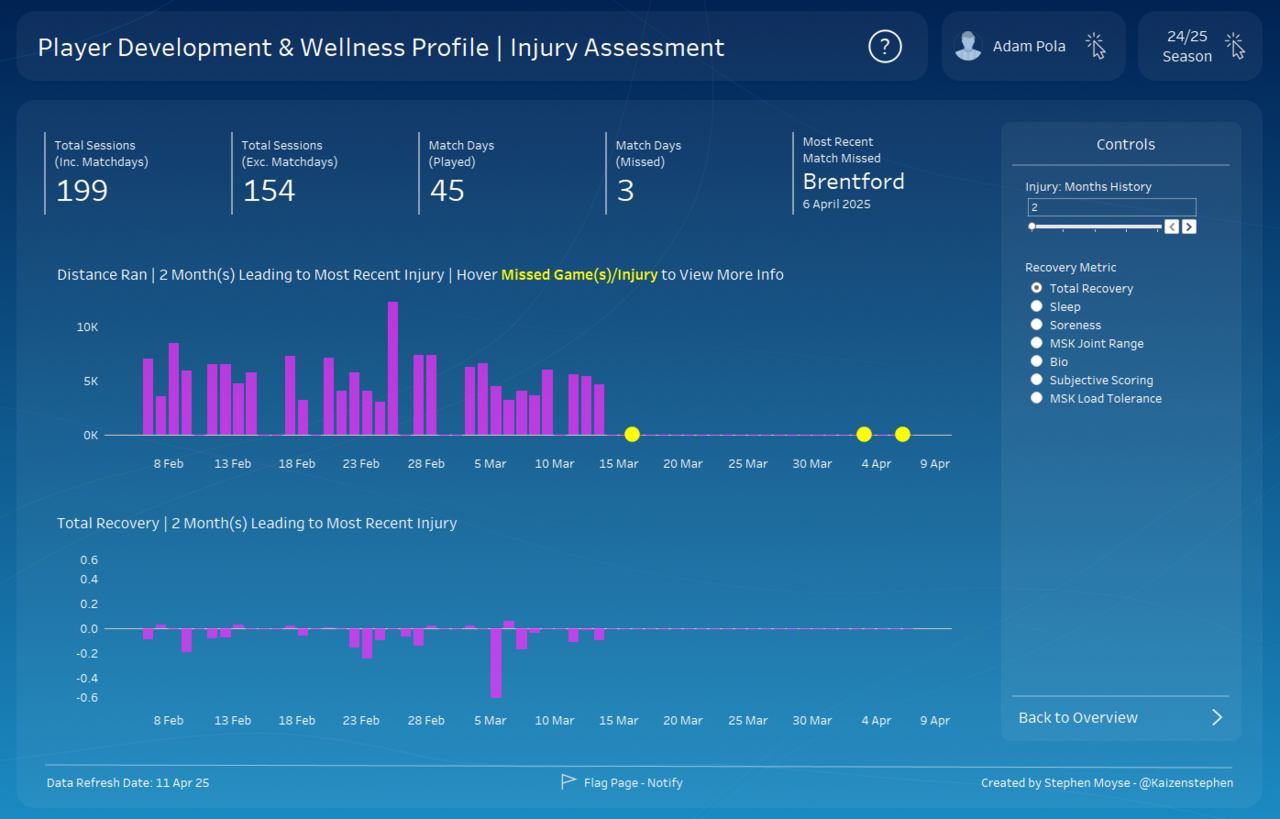 Player Development & Wellness Profile | Injury Assessment
?
Adam Pola
24/25
Season
Total Sessions
(Inc. Matchdays)
199
Total Sessions
(Exc. Matchdays)
154
Match Days
(Played)
45
Match Days
(Missed)
3
Most Recent
Match Missed
Brentford
6 April 2025
Controls
Injury: Months History
2
Recovery Metric
Total Recovery
Sleep
Soreness
MSK Joint Range
Bio
Subjective Scoring
MSK Load Tolerance
Distance Ran | 2 Month(s) Leading to Most Recent Injury | Hover Missed Game(s)/Injury to View More Info
10K
5K
0K
8 Feb 13 Feb 18 Feb 23 Feb 28 Feb 5 Mar 10 Mar 15 Mar 20 Mar 25 Mar 30 Mar 4 Apr 9 Apr
Total Recovery | 2 Month(s) Leading to Most Recent Injury
0.6
0.4
0.2
0.0
-0.2
-0.4
-0.6
8 Feb 13 Feb 18 Feb 23 Feb 28 Feb 5 Mar 10 Mar 15 Mar 20 Mar 25 Mar 30 Mar 4 Apr 9 Apr
Back to Overview
Data Refresh Date: 11 Apr 25
Flag Page - Notify
Created by Stephen Moyse - @Kaizenstephen